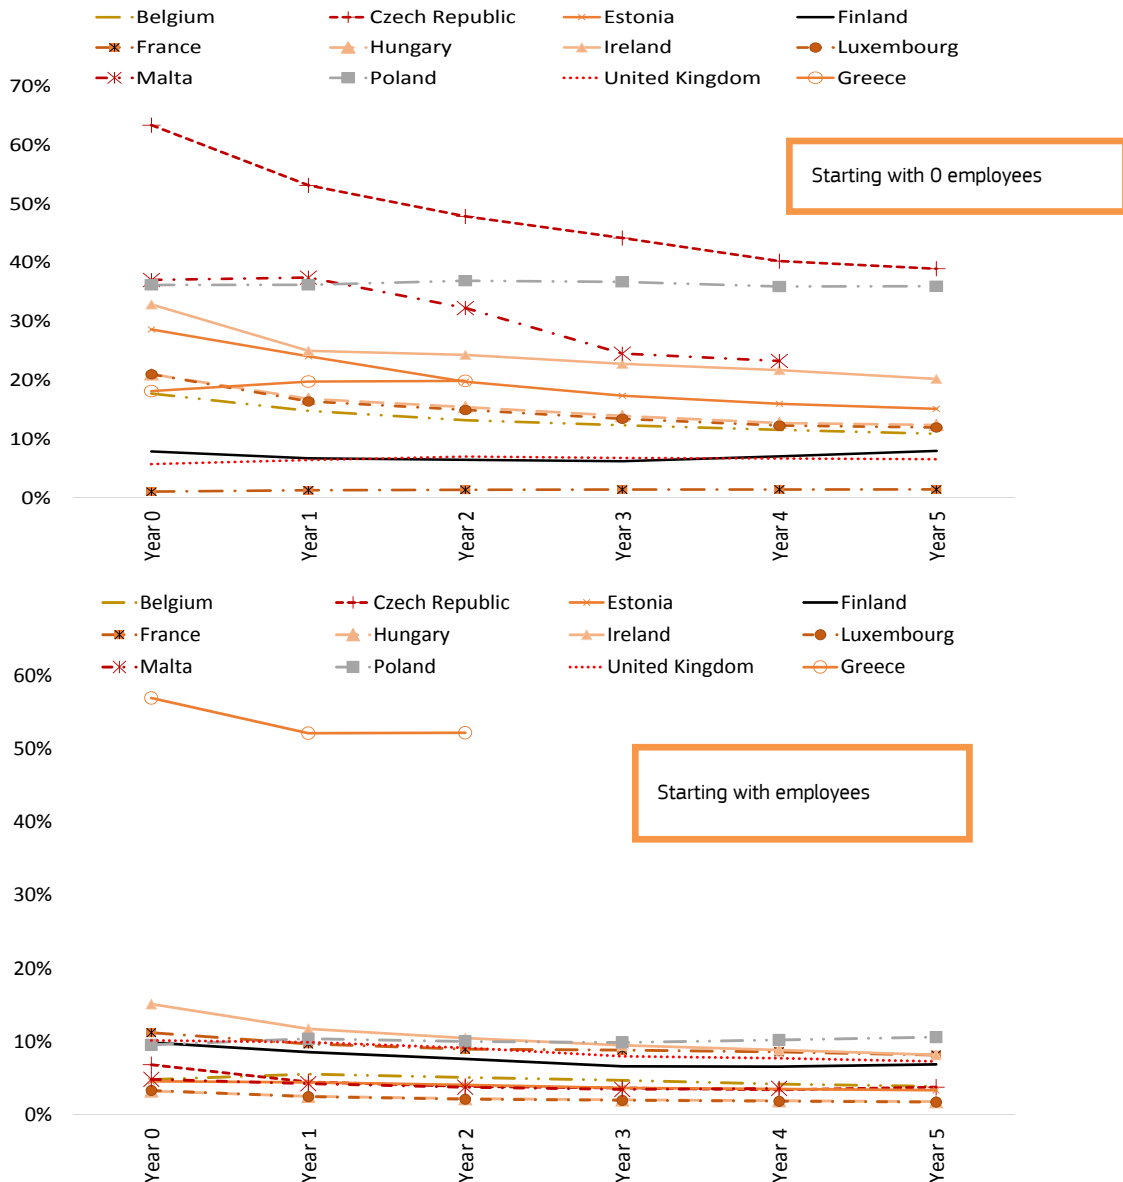 Belgium Czech Republic Estonia Finland
France Hungary Ireland Luxembourg
Malta Poland United Kingdom Greece
70%
60%
50%
40%
30%
20%
10%
0%
Starting with 0 employees
Year 0 Year 1 Year 2 Year 3 Year 4 Year 5
Belgium Czech Republic Estonia Finland
France Hungary Ireland Luxembourg
Malta Poland United Kingdom Greece
60%
50%
40%
30%
20%
10%
0%
Starting with employees
Year 0 Year 1 Year 2 Year 3 Year 4 Year 5